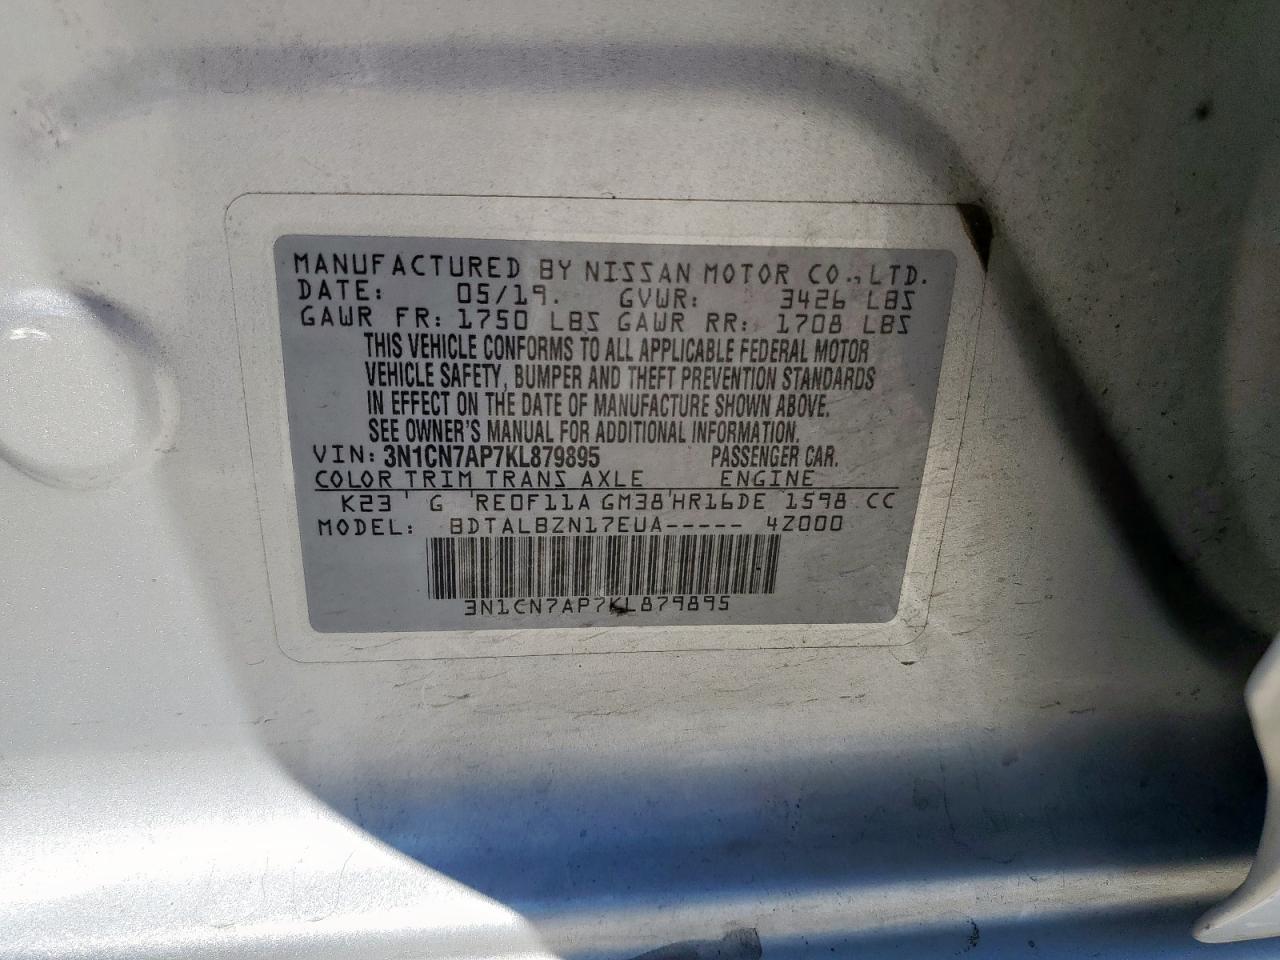 MANUFACTURED BY NISSAN MOTOR CO.,LTD.
DATE: 05/19. GVWR: 3426 LBS
GAWR FR: 1750 LBS GAWR RR: 1708 LBS
THIS VEHICLE CONFORMS TO ALL APPLICABLE FEDERAL MOTOR
VEHICLE SAFETY, BUMPER AND THEFT PREVENTION STANDARDS
IN EFFECT ON THE DATE OF MANUFACTURE SHOWN ABOVE.
SEE OWNER'S MANUAL FOR ADDITIONAL INFORMATION.
VIN: 3N1CN7AP7KL879895 PASSENGER CAR.
COLOR TRIM TRANS AXLE ENGINE
K23 ' G ' RE0F11A GM38 ' HR16DE 1598 CC
MODEL: BDTALBZN17EUA----- 4Z000
3N1CN7AP7KL879895